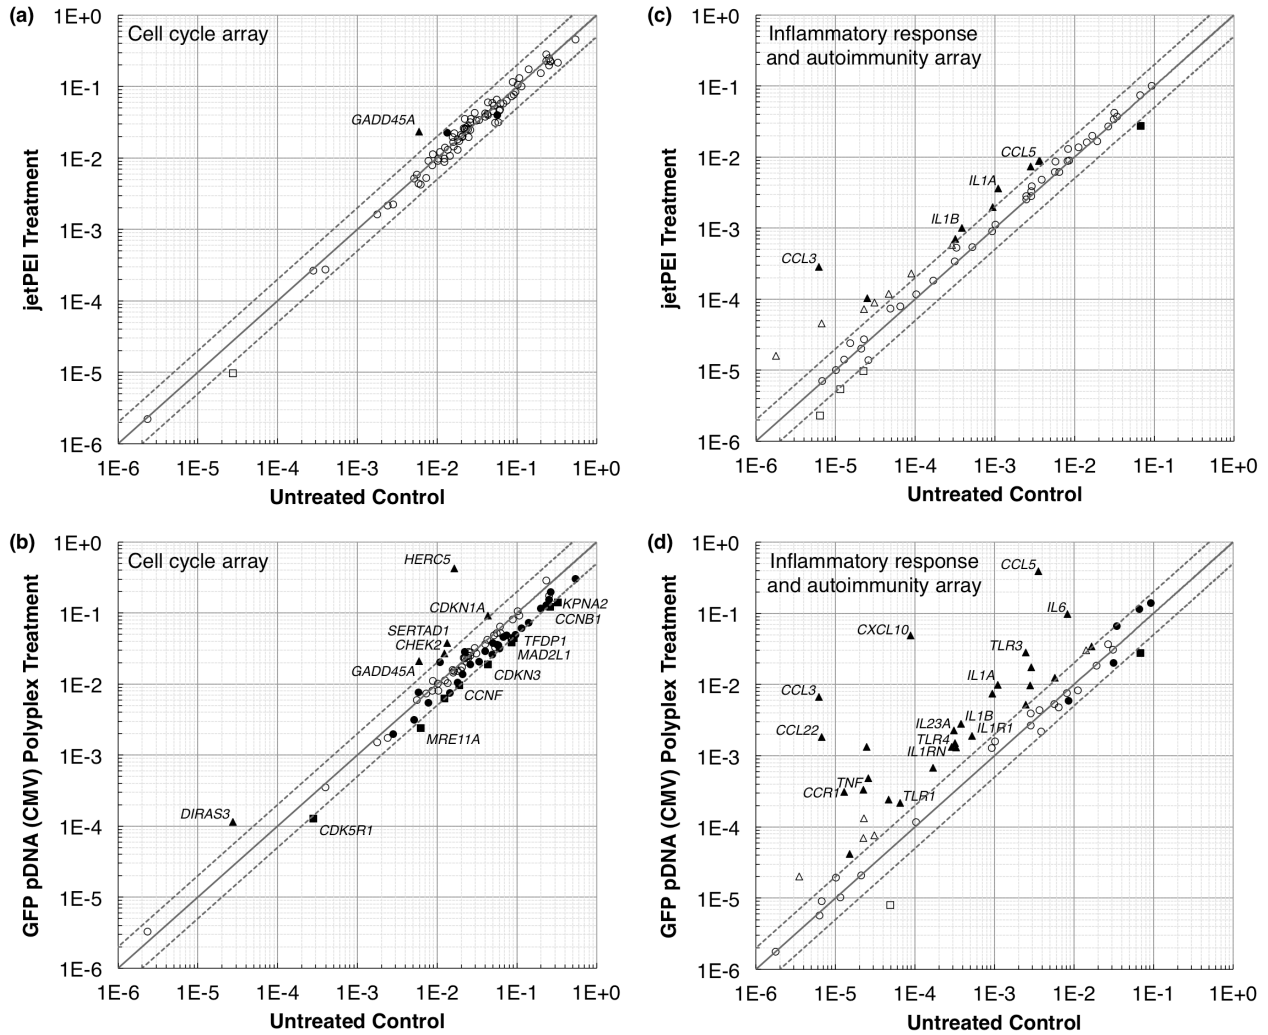 (a)
Cell cycle array
1E+0
1E-1
1E-2
1E-3
1E-4
1E-5
1E-6
jetPEI Treatment
GADD45A
1E-6 1E-5 1E-4 1E-3 1E-2 1E-1 1E+0
Untreated Control
(c)
Inflammatory response
and autoimmunity array
1E+0
1E-1
1E-2
1E-3
1E-4
1E-5
1E-6
jetPEI Treatment
CCL5
IL1A
IL1B
CCL3
1E-6 1E-5 1E-4 1E-3 1E-2 1E-1 1E+0
Untreated Control
(b)
Cell cycle array
1E+0
1E-1
1E-2
1E-3
1E-4
1E-5
1E-6
GFP pDNA (CMV) Polyplex Treatment
HERC5
CDKN1A
KPNA2
CCNB1
SERTAD1
CHEK2
TFDP1
MAD2L1
GADD45A
CDKN3
CCNF
MRE11A
DIRAS3
CDK5R1
1E-6 1E-5 1E-4 1E-3 1E-2 1E-1 1E+0
Untreated Control
(d)
Inflammatory response
and autoimmunity array
1E+0
1E-1
1E-2
1E-3
1E-4
1E-5
1E-6
GFP pDNA (CMV) Polyplex Treatment
CCL5
IL6
CXCL10
TLR3
IL1A
CCL3
IL1B
IL23A
IL1R1
CCL22
TLR4
IL1RN
TNF
CCR1
TLR1
1E-6 1E-5 1E-4 1E-3 1E-2 1E-1 1E+0
Untreated Control